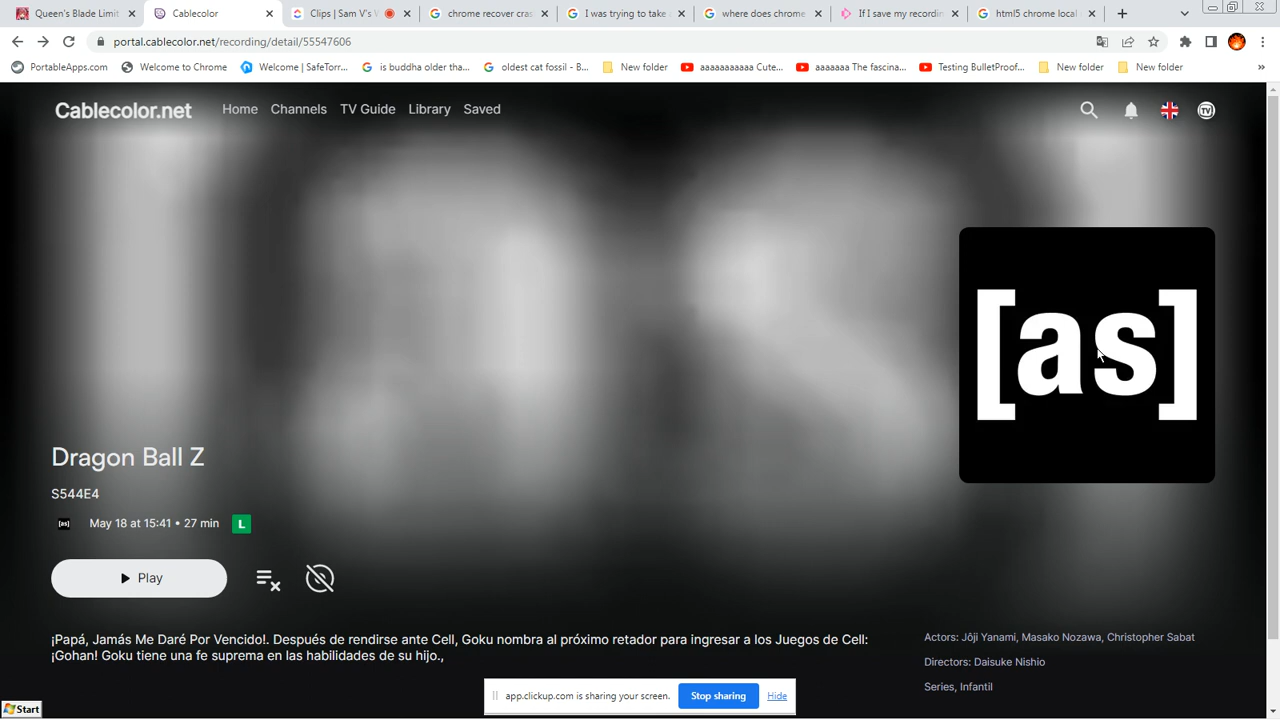 Queen's Blade Limit
Cablecolor
Clips | Sam V's
I was trying to take
where does chrome
If I save my recordin
html5 chrome local
portal.cablecolor.net/recording/detail/55547606
PortableApps.com
Welcome to Chrome
Welcome | SafeTorr...
is buddha older tha...
oldest cat fossil - B...
New folder
aaaaaaaaaaa Cute...
aaaaaaa The fascina...
Testing BulletProof...
New folder
New folder
Cablecolor.net
Home
Channels
TV Guide
Library
Saved
TV
[as]
Dragon Ball Z
S544E4
[as]
May 18 at 15:41 • 27 min
L
Play
¡Papá, Jamás Me Daré Por Vencido!. Después de rendirse ante Cell, Goku nombra al próximo retador para ingresar a los Juegos de Cell:
¡Gohan! Goku tiene una fe suprema en las habilidades de su hijo.,
Actors: Jôji Yanami, Masako Nozawa, Christopher Sabat
Directors: Daisuke Nishio
Series, Infantil
app.clickup.com is sharing your screen.
Stop sharing
Hide
Start